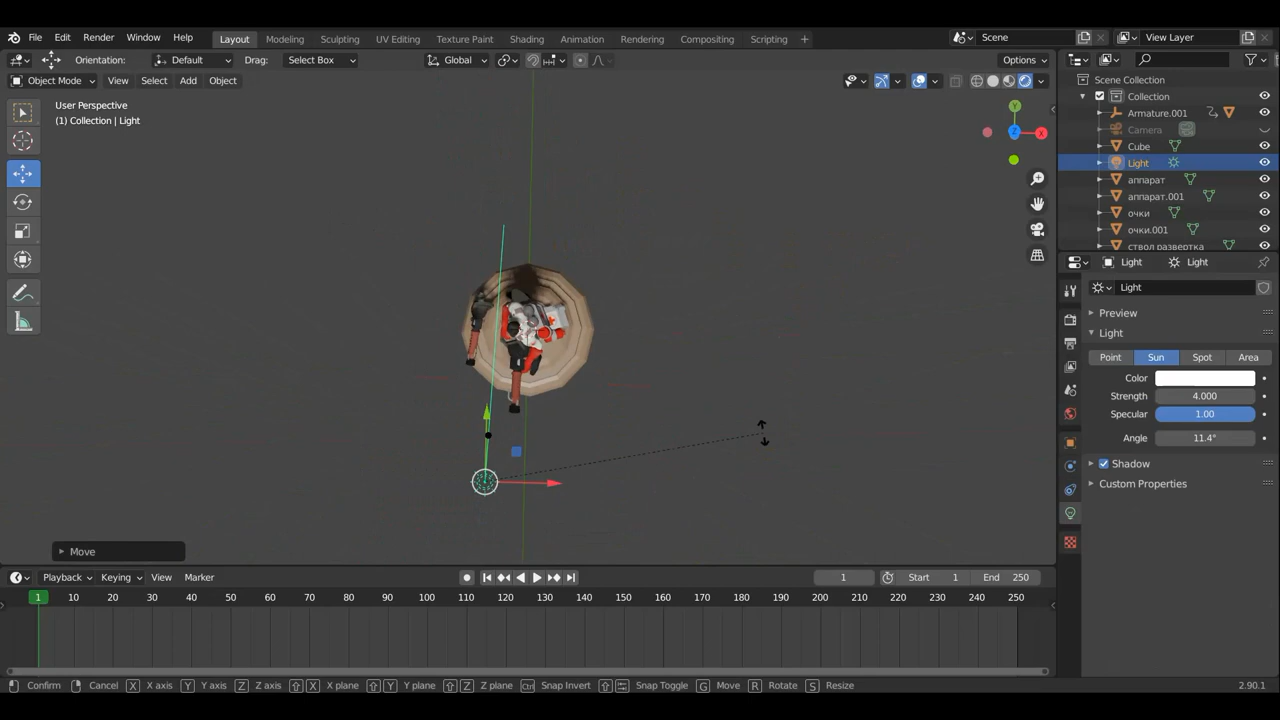 File Edit Render Window Help Layout Modeling Sculpting UV Editing Texture Paint Shading Animation Rendering Compositing Scripting + Scene View Layer
Orientation: Default Drag: Select Box Global Options
Object Mode View Select Add Object
User Perspective
(1) Collection | Light
Y
X
Z
Move
Scene Collection
Collection
Armature.001
Camera
Cube
Light
аппарат
аппарат.001
очки
очки.001
ствол развертка
Light Light
Light
Preview
Light
Point Sun Spot Area
Color
Strength 4.000
Specular 1.00
Angle 11.4°
Shadow
Custom Properties
Playback Keying View Marker 1 Start 1 End 250
1 10 20 30 40 50 60 70 80 90 100 110 120 130 140 150 160 170 180 190 200 210 220 230 240 250
Confirm Cancel X X axis Y Y axis Z Z axis X X plane Y Y plane Z Z plane Ctrl Snap Invert Snap Toggle G Move R Rotate S Resize 2.90.1